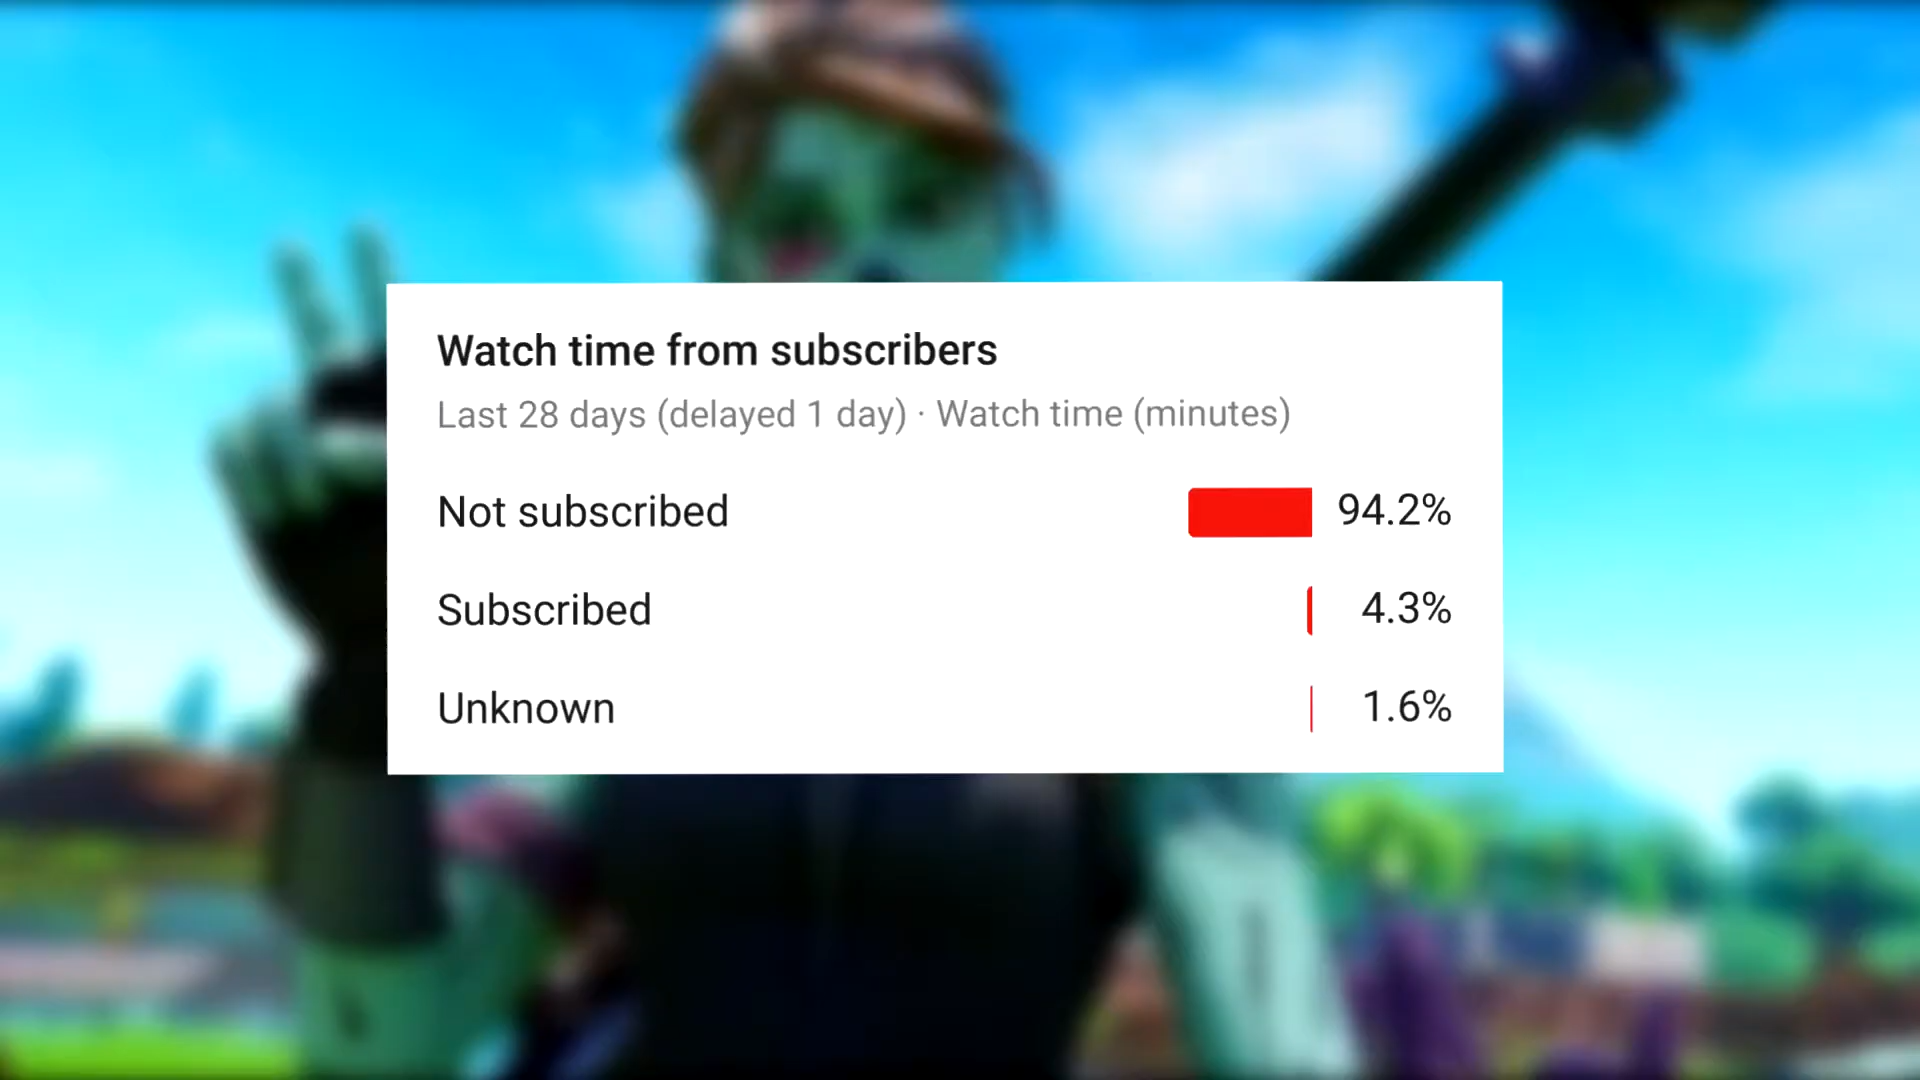 Watch time from subscribers
Last 28 days (delayed 1 day) · Watch time (minutes)
Not subscribed 94.2%
Subscribed 4.3%
Unknown 1.6%